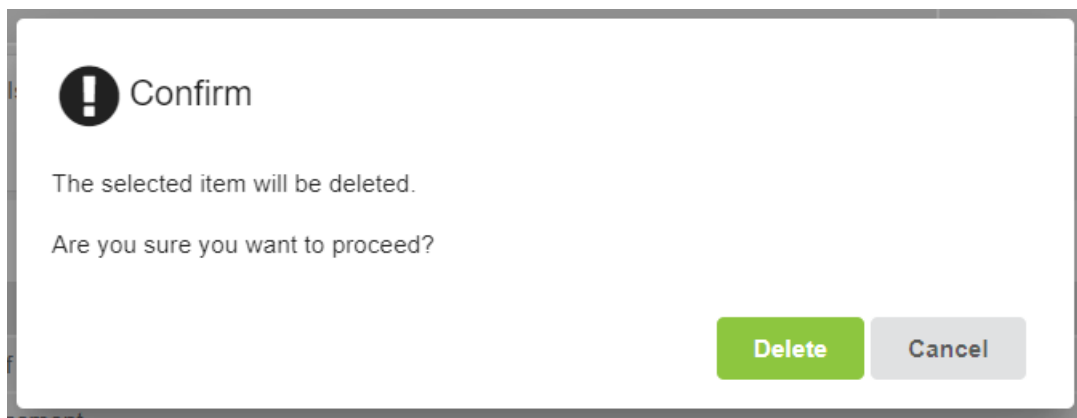 Confirm
The selected item will be deleted.
Are you sure you want to proceed?
Delete Cancel